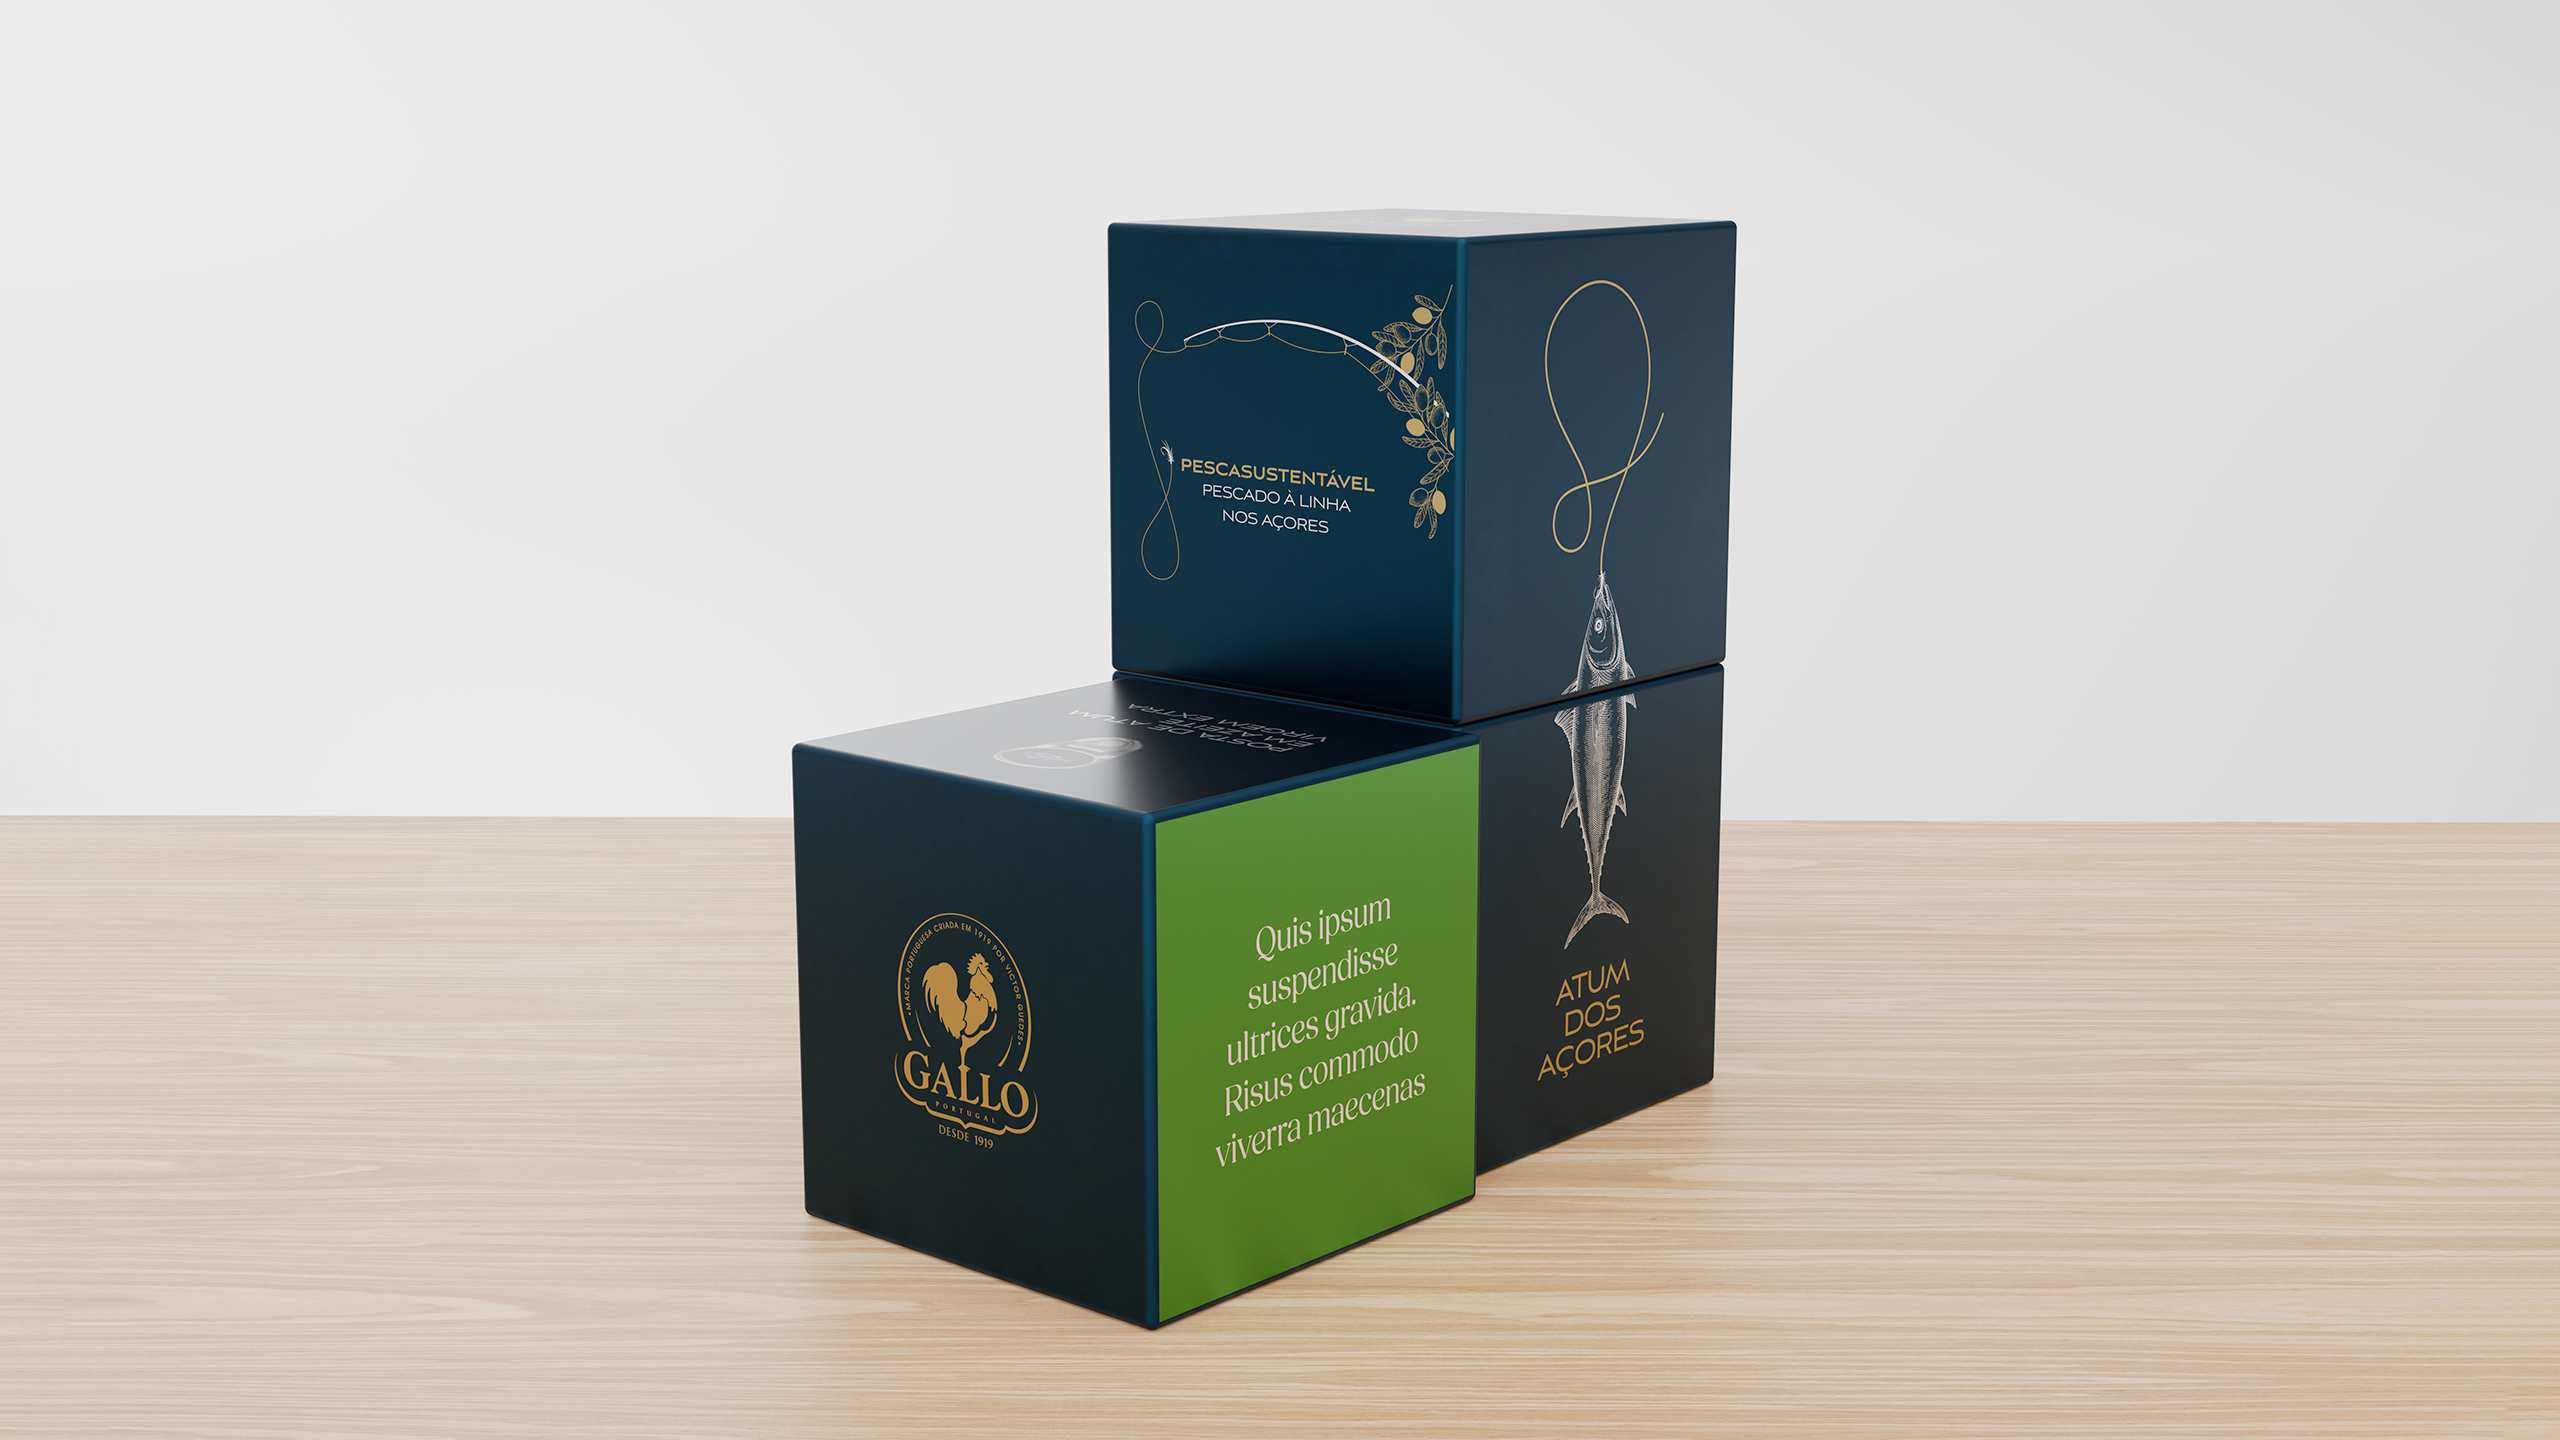 PESCASUSTENTÁVEL
PESCADO À LINHA
NOS AÇORES
POSTA DE ATUM
EM AZEITE
VIRGEM EXTRA
• MARCA PORTUGUESA CRIADA EM 1919 POR VICTOR GUEDES •
GALLO
PORTUGAL
DESDE 1919
Quis ipsum
suspendisse
ultrices gravida.
Risus commodo
viverra maecenas
ATUM
DOS
AÇORES